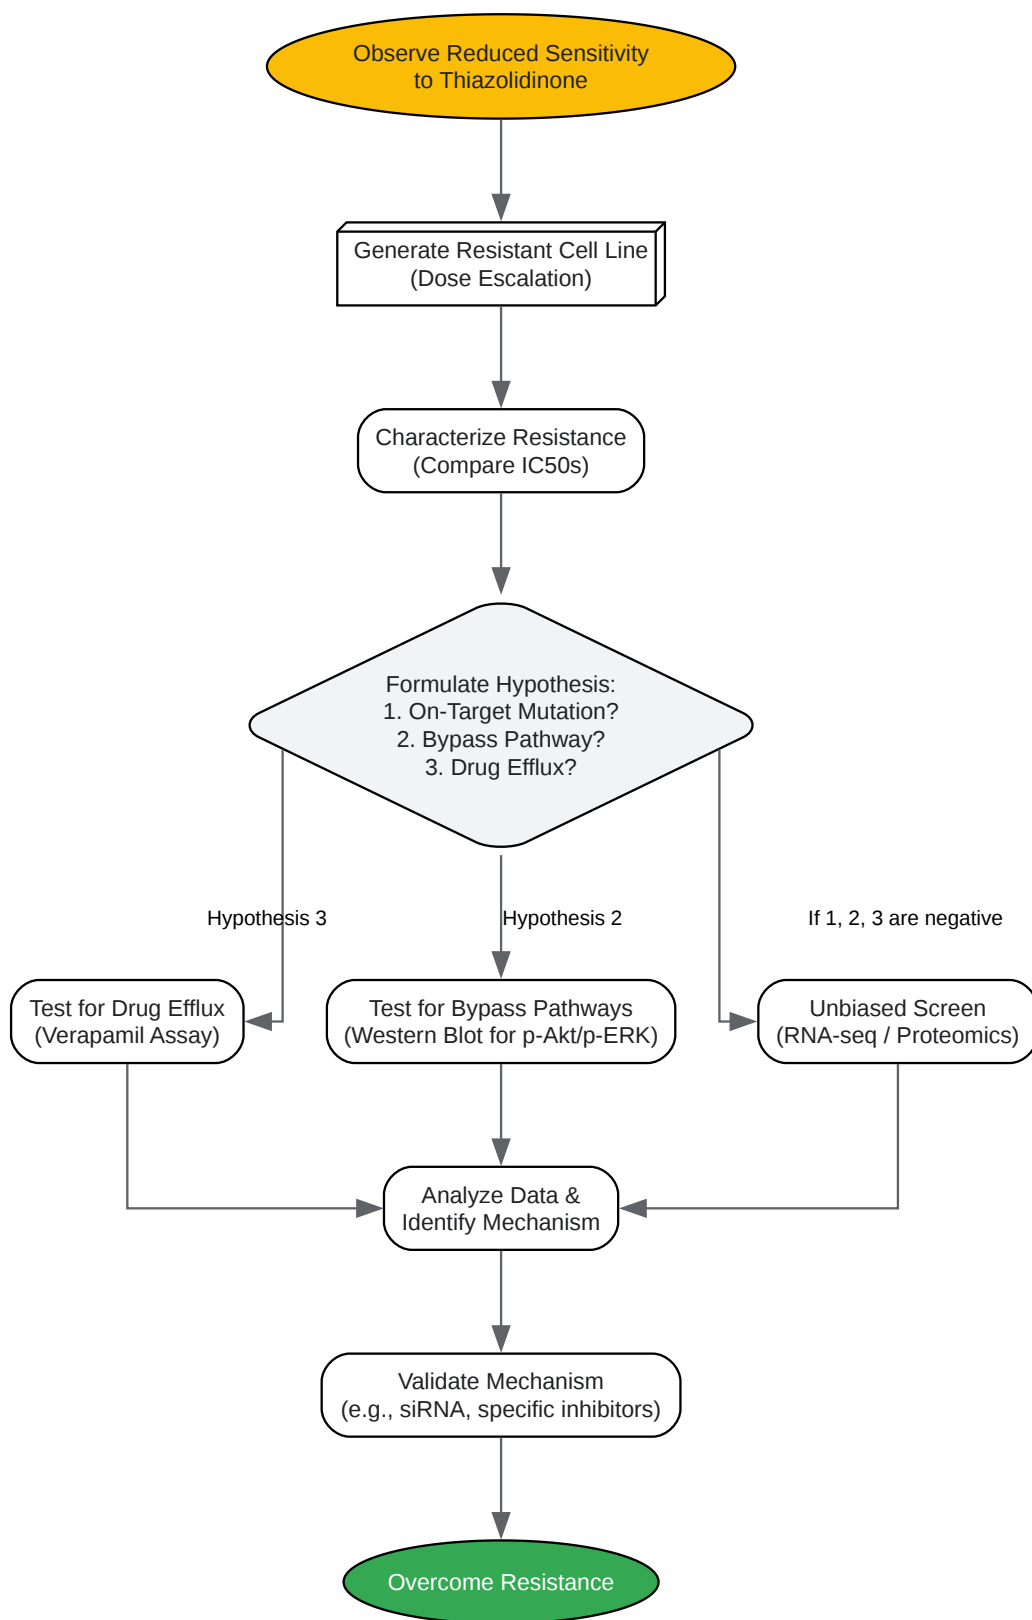 Observe Reduced Sensitivity
to Thiazolidinone
Generate Resistant Cell Line
(Dose Escalation)
Characterize Resistance
(Compare IC50s)
Formulate Hypothesis:
1. On-Target Mutation?
2. Bypass Pathway?
3. Drug Efflux?
Hypothesis 3
Hypothesis 2
If 1, 2, 3 are negative
Test for Drug Efflux
(Verapamil Assay)
Test for Bypass Pathways
(Western Blot for p-Akt/p-ERK)
Unbiased Screen
(RNA-seq / Proteomics)
Analyze Data &
Identify Mechanism
Validate Mechanism
(e.g., siRNA, specific inhibitors)
Overcome Resistance